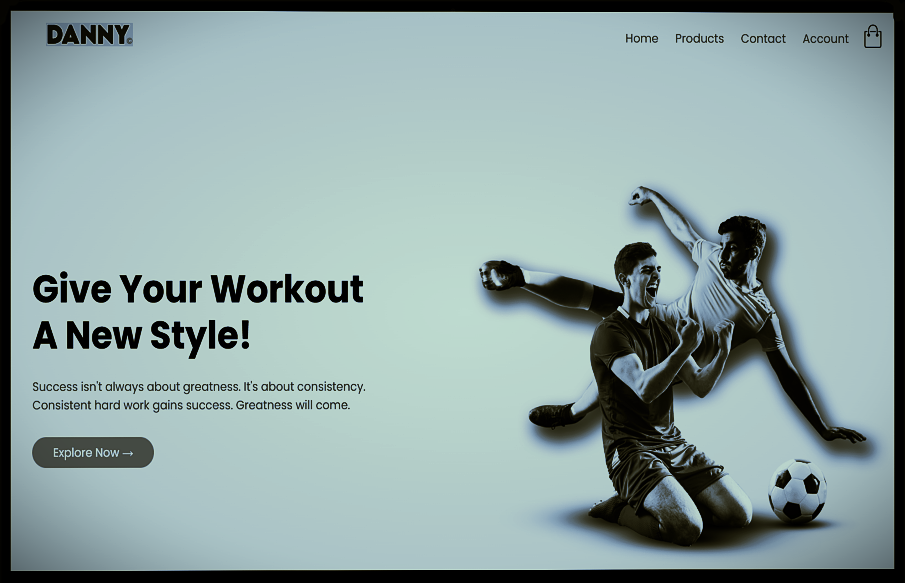 DANNY
Home Products Contact Account
Give Your Workout
A New Style!
Success isn't always about greatness. It's about consistency.
Consistent hard work gains success. Greatness will come.
Explore Now →